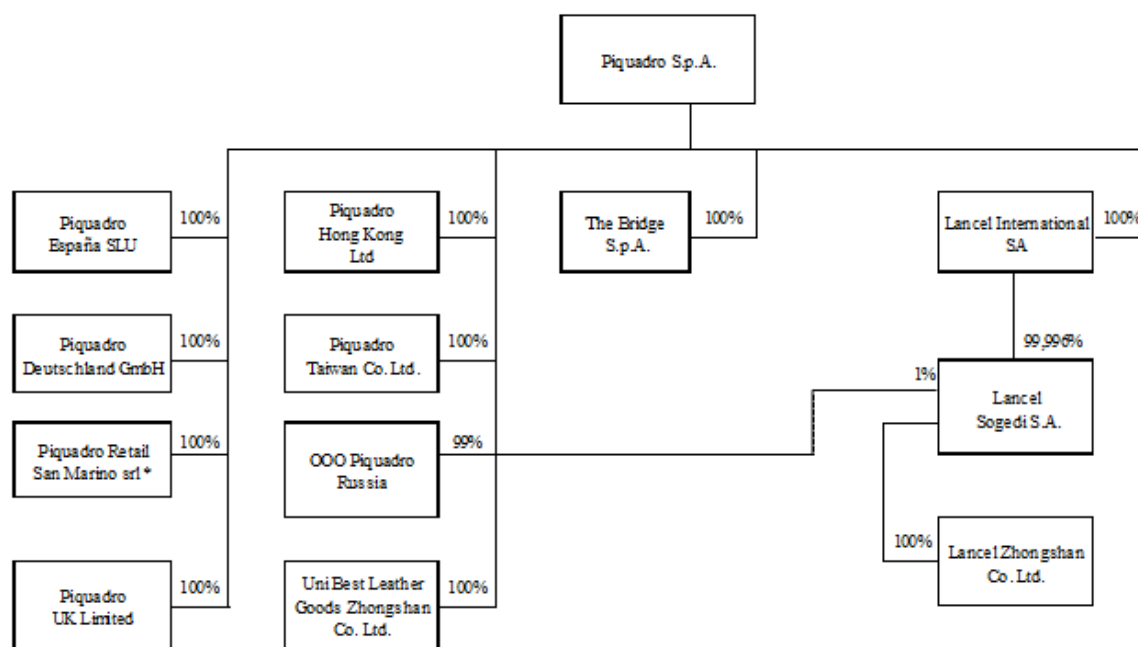 Piquadro S.p.A.
Piquadro
España SLU
100%
Piquadro
Hong Kong
Ltd
100%
The Bridge
S.p.A.
100%
Lancel International
SA
100%
Piquadro
Deutschland GmbH
100%
Piquadro
Taiwan Co. Ltd.
100%
99,996%
Piquadro Retail
San Marino srl *
100%
OOO Piquadro
Russia
99%
1%
Lancel
Sogedi S.A.
Piquadro
UK Limited
100%
Uni Best Leather
Goods Zhongshan
Co. Ltd.
100%
100%
Lancel Zhongshan
Co. Ltd.